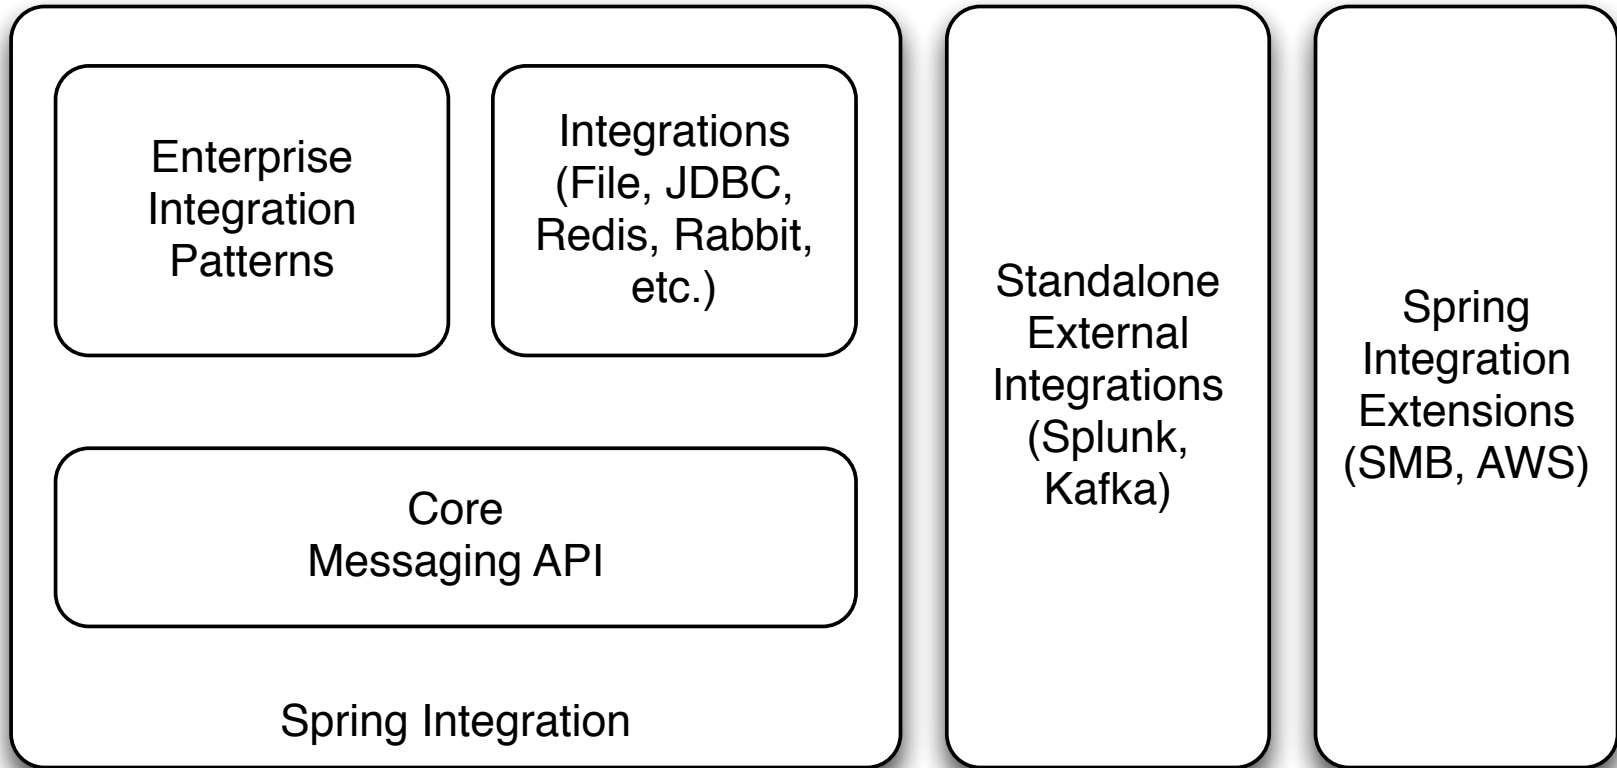 Enterprise
Integration
Patterns
Integrations
(File, JDBC,
Redis, Rabbit,
etc.)
Core
Messaging API
Spring Integration
Standalone
External
Integrations
(Splunk,
Kafka)
Spring
Integration
Extensions
(SMB, AWS)